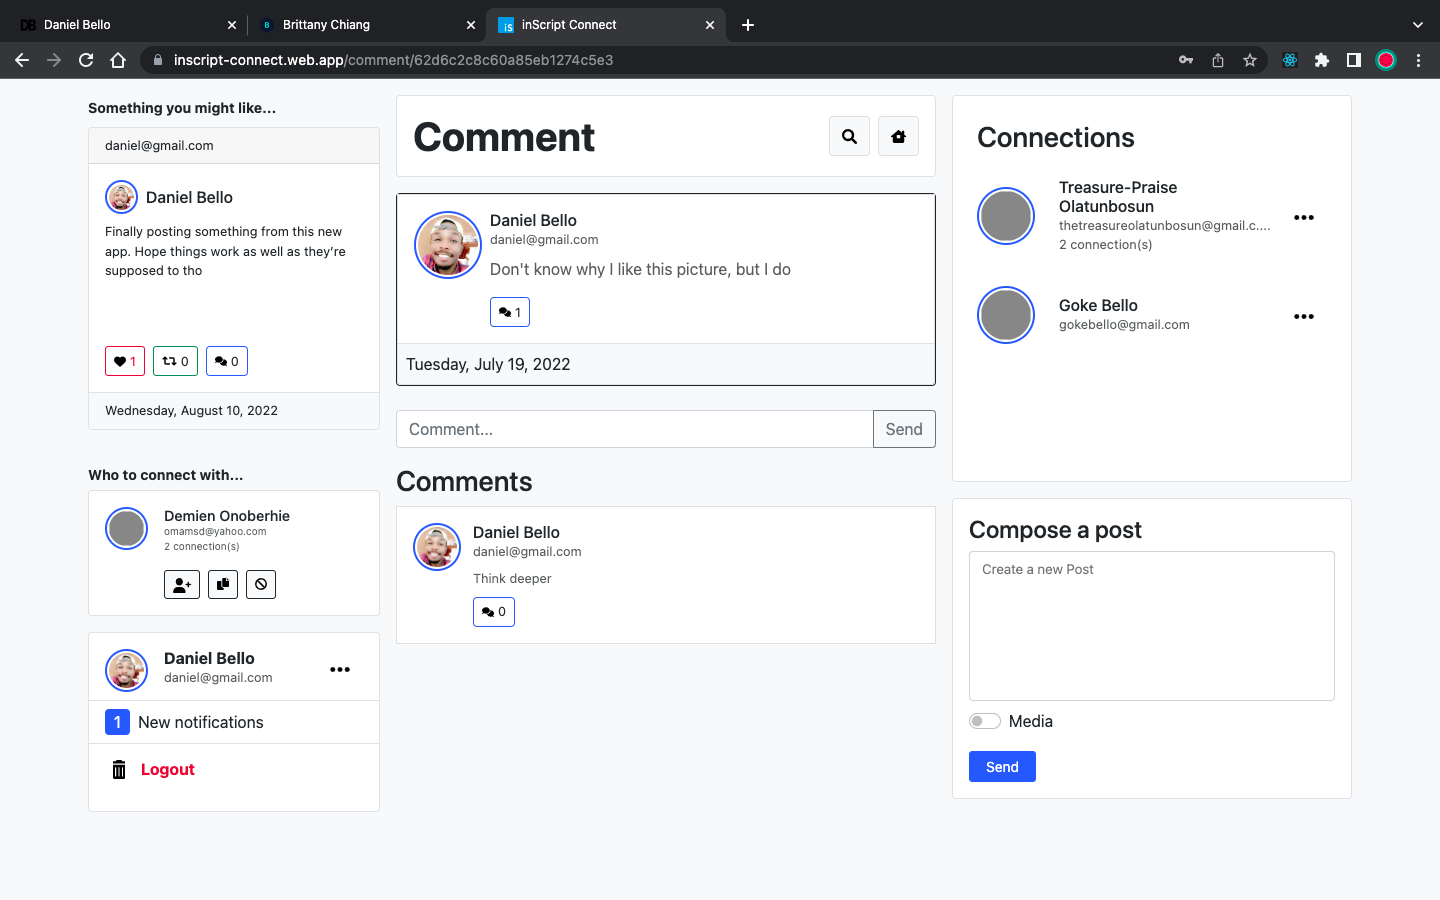 Daniel Bello
Brittany Chiang
inScript Connect
inscript-connect.web.app/comment/62d6c2c8c60a85eb1274c5e3
Something you might like...
daniel@gmail.com
Daniel Bello
Finally posting something from this new
app. Hope things work as well as they're
supposed to tho
1
0
0
Wednesday, August 10, 2022
Who to connect with...
Demien Onoberhie
omamsd@yahoo.com
2 connection(s)
Daniel Bello
daniel@gmail.com
1 New notifications
Logout
Comment
Daniel Bello
daniel@gmail.com
Don't know why I like this picture, but I do
1
Tuesday, July 19, 2022
Comment...
Send
Comments
Daniel Bello
daniel@gmail.com
Think deeper
0
Connections
Treasure-Praise
Olatunbosun
thetreasureolatunbosun@gmail.c....
2 connection(s)
Goke Bello
gokebello@gmail.com
Compose a post
Create a new Post
Media
Send